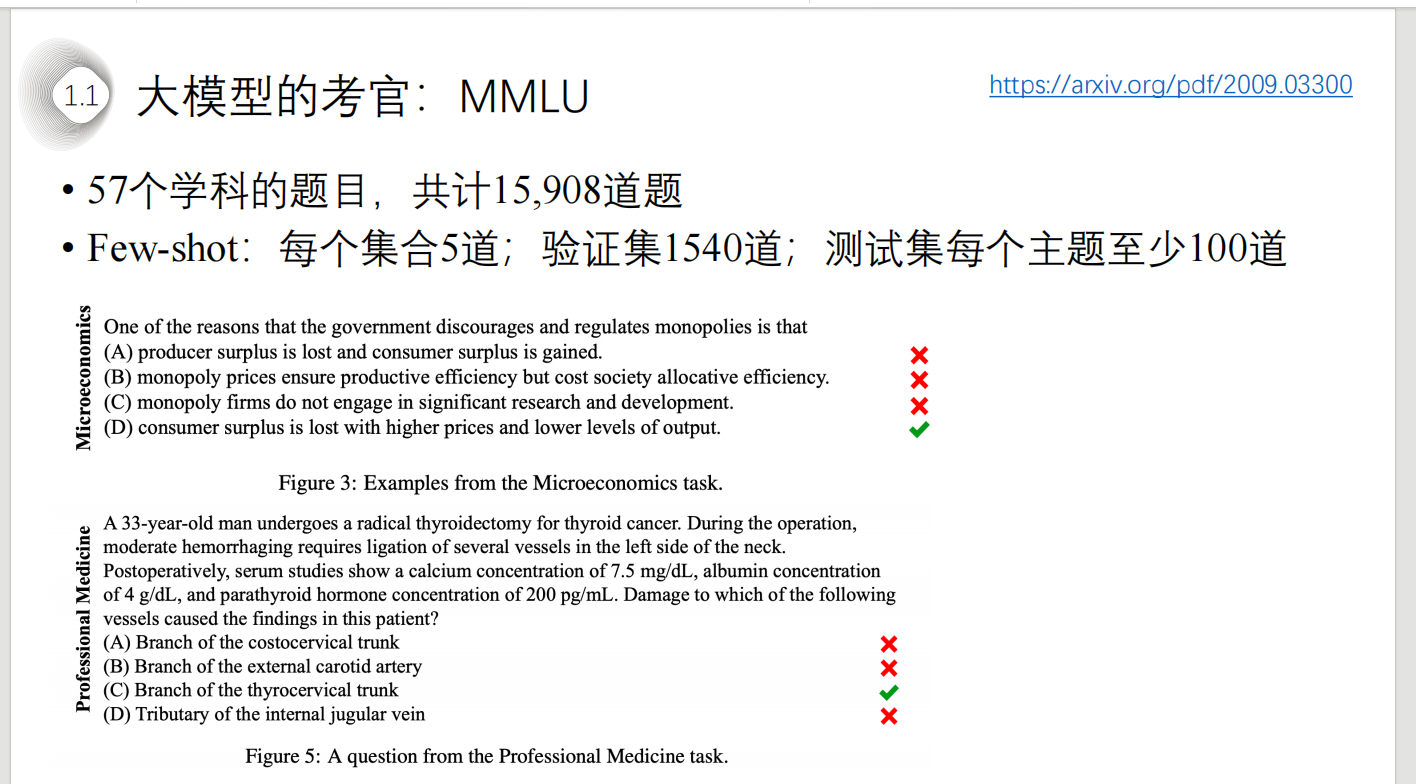 1.1
大模型的考官：MMLU
https://arxiv.org/pdf/2009.03300
• 57个学科的题目，共计15,908道题
• Few-shot：每个集合5道；验证集1540道；测试集每个主题至少100道
Microeconomics
One of the reasons that the government discourages and regulates monopolies is that
(A) producer surplus is lost and consumer surplus is gained.
(B) monopoly prices ensure productive efficiency but cost society allocative efficiency.
(C) monopoly firms do not engage in significant research and development.
(D) consumer surplus is lost with higher prices and lower levels of output.
Figure 3: Examples from the Microeconomics task.
Professional Medicine
A 33-year-old man undergoes a radical thyroidectomy for thyroid cancer. During the operation,
moderate hemorrhaging requires ligation of several vessels in the left side of the neck.
Postoperatively, serum studies show a calcium concentration of 7.5 mg/dL, albumin concentration
of 4 g/dL, and parathyroid hormone concentration of 200 pg/mL. Damage to which of the following
vessels caused the findings in this patient?
(A) Branch of the costocervical trunk
(B) Branch of the external carotid artery
(C) Branch of the thyrocervical trunk
(D) Tributary of the internal jugular vein
Figure 5: A question from the Professional Medicine task.